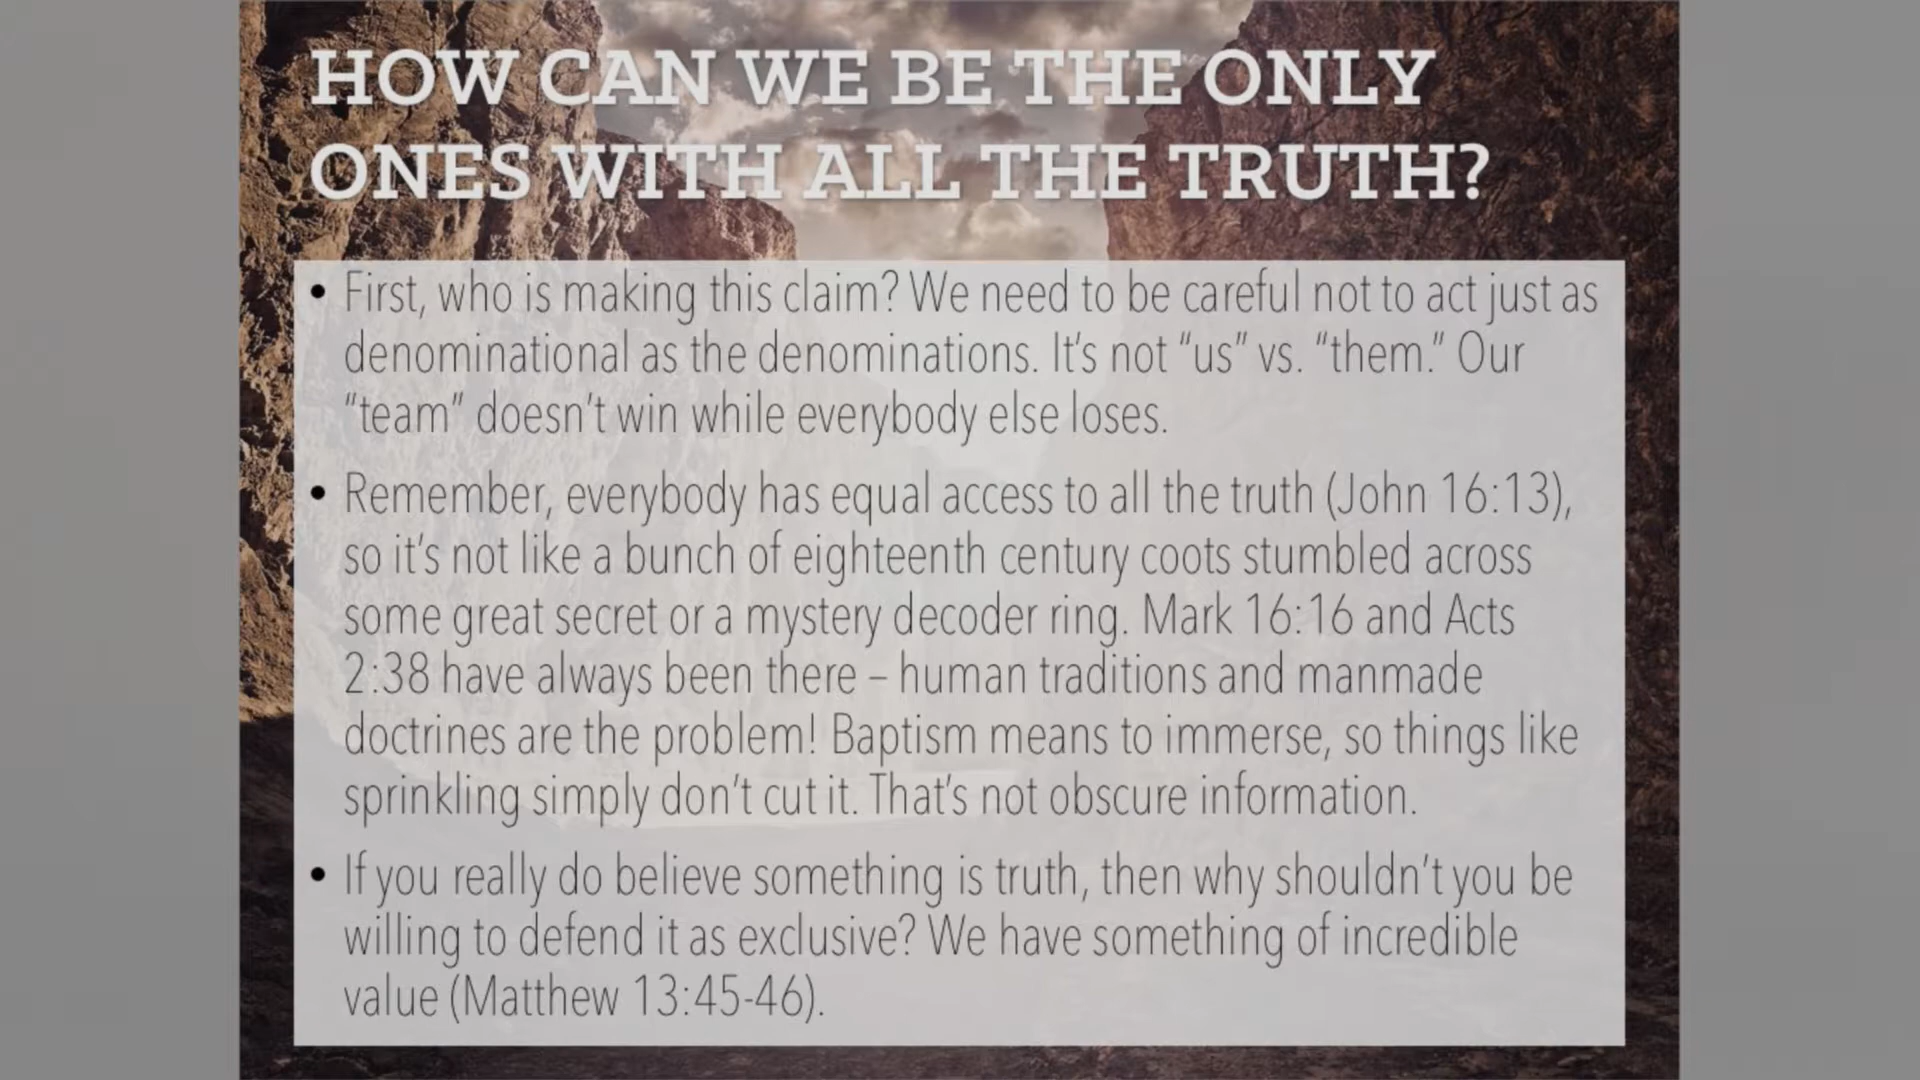 HOW CAN WE BE THE ONLY
ONES WITH ALL THE TRUTH?
• First, who is making this claim? We need to be careful not to act just as
denominational as the denominations. It’s not “us” vs. “them.” Our
“team” doesn’t win while everybody else loses.
• Remember, everybody has equal access to all the truth (John 16:13),
so it’s not like a bunch of eighteenth century coots stumbled across
some great secret or a mystery decoder ring. Mark 16:16 and Acts
2:38 have always been there – human traditions and manmade
doctrines are the problem! Baptism means to immerse, so things like
sprinkling simply don’t cut it. That’s not obscure information.
• If you really do believe something is truth, then why shouldn’t you be
willing to defend it as exclusive? We have something of incredible
value (Matthew 13:45-46).